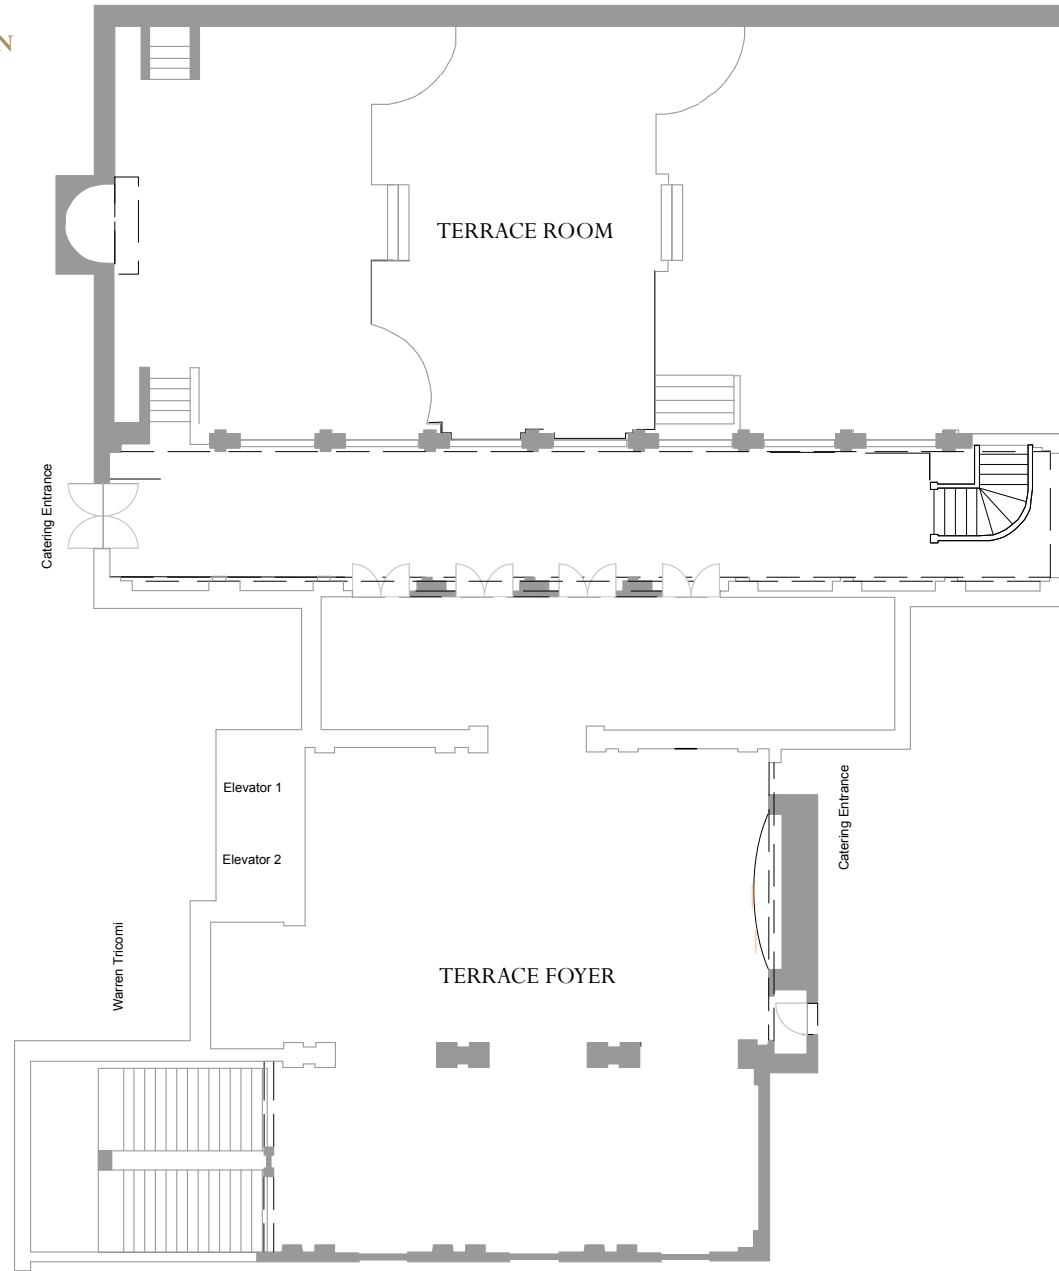 N
TERRACE ROOM
Catering Entrance
Elevator 1
Elevator 2
Catering Entrance
Warren Tricomi
TERRACE FOYER